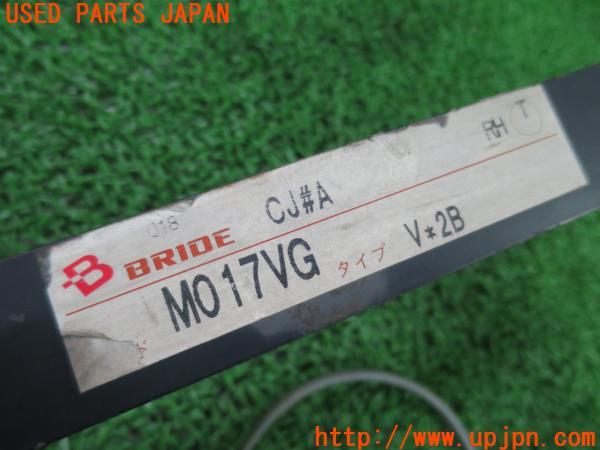 USED PARTS JAPAN
018 CJ#A RH T
BRIDE
M017VG タイプ V*2B
http://www.upjpn.com